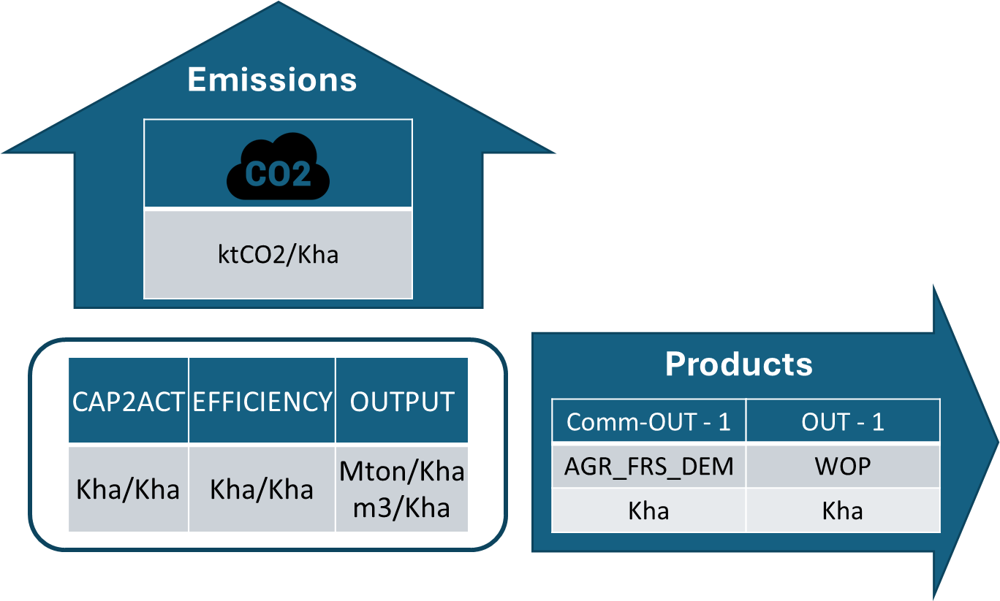 Emissions
CO2
ktCO2/Kha
CAP2ACT EFFICIENCY OUTPUT
Kha/Kha Kha/Kha Mton/Kha
m3/Kha
Products
Comm-OUT - 1 OUT - 1
AGR_FRS_DEM WOP
Kha Kha